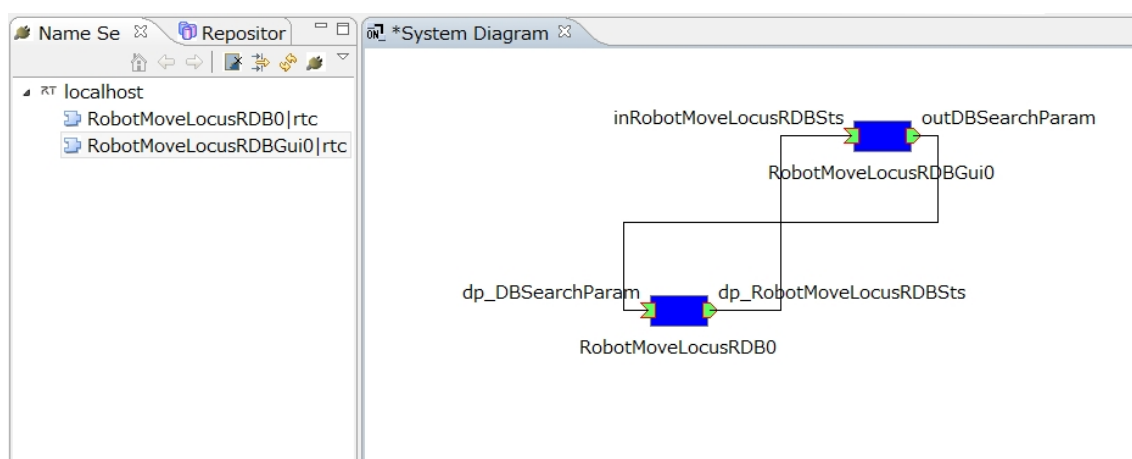 Name Se
Repositor
*System Diagram
localhost
RobotMoveLocusRDB0|rtc
RobotMoveLocusRDBGui0|rtc
inRobotMoveLocusRDBSts
outDBSearchParam
RobotMoveLocusRDBGui0
dp_DBSearchParam
dp_RobotMoveLocusRDBSts
RobotMoveLocusRDB0